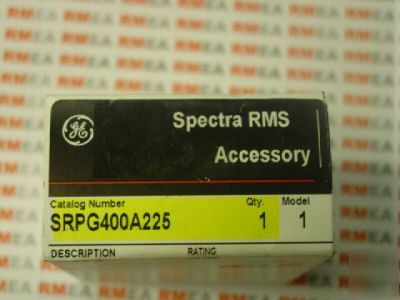 GE
Spectra RMS
Accessory
Catalog Number Qty. Model
SRPG400A225 1 1
DESCRIPTION RATING